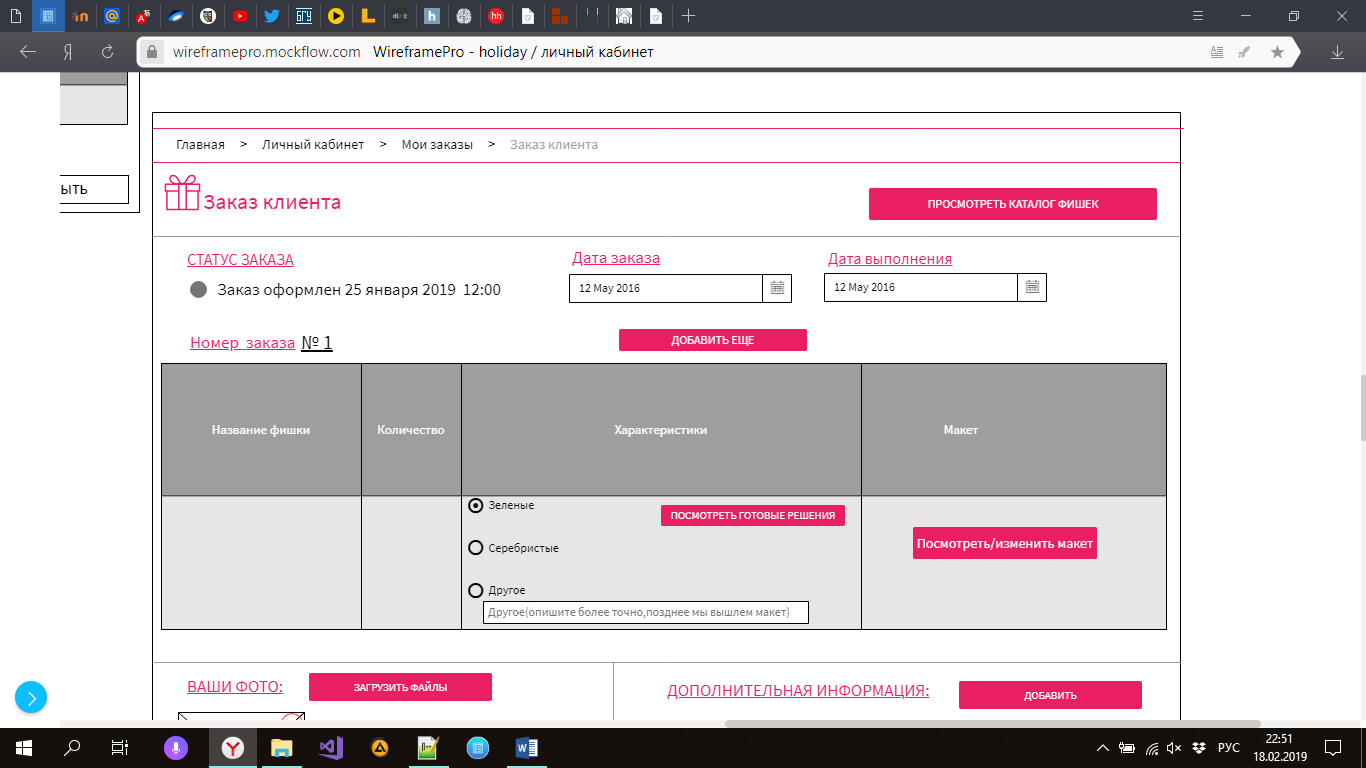 wireframepro.mockflow.com WireframePro - holiday / личный кабинет
ЫТЬ
Главная > Личный кабинет > Мои заказы > Заказ клиента
Заказ клиента
ПРОСМОТРЕТЬ КАТАЛОГ ФИШЕК
СТАТУС ЗАКАЗА
Дата заказа
Дата выполнения
Заказ оформлен 25 января 2019 12:00
12 May 2016
12 May 2016
Номер заказа № 1
ДОБАВИТЬ ЕЩЕ
Название фишки
Количество
Характеристики
Макет
Зеленые
ПОСМОТРЕТЬ ГОТОВЫЕ РЕШЕНИЯ
Серебристые
Посмотреть/изменить макет
Другое
Другое(опишите более точно,позднее мы вышлем макет)
ВАШИ ФОТО:
ЗАГРУЗИТЬ ФАЙЛЫ
ДОПОЛНИТЕЛЬНАЯ ИНФОРМАЦИЯ:
ДОБАВИТЬ
РУС
22:51
18.02.2019